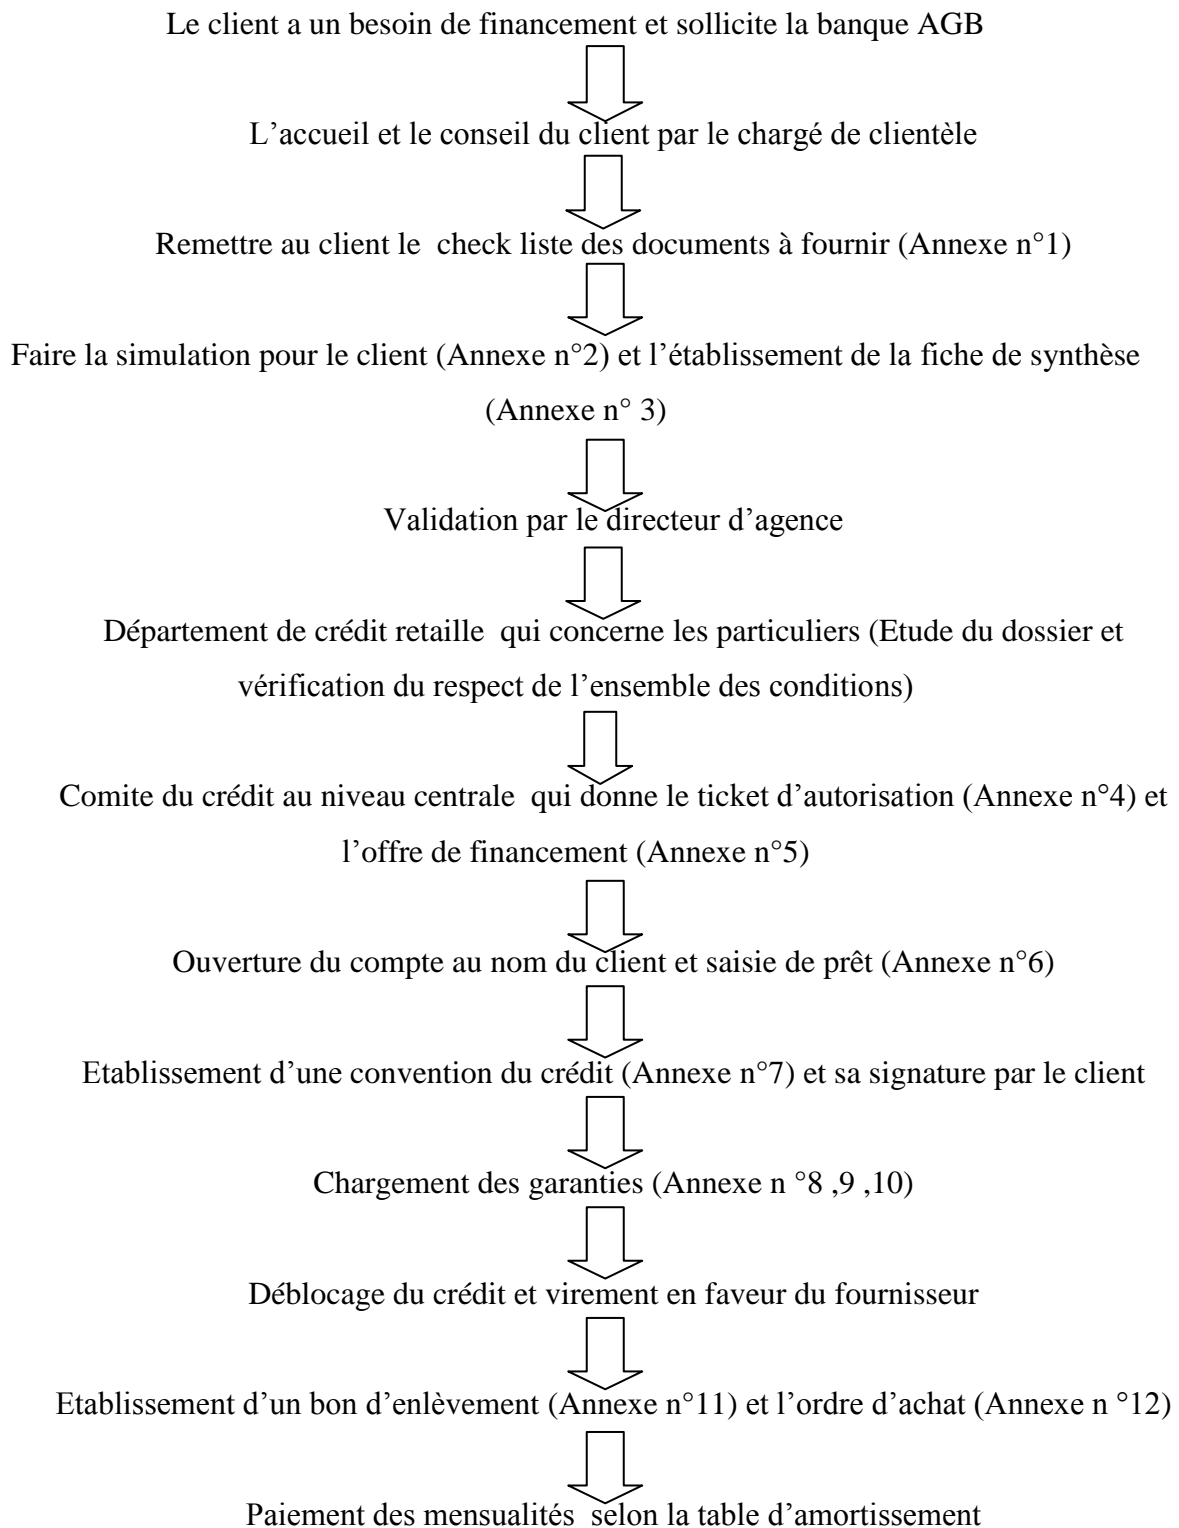 Le client a un besoin de financement et sollicite la banque AGB
L’accueil et le conseil du client par le chargé de clientèle
Remettre au client le check liste des documents à fournir (Annexe n°1)
Faire la simulation pour le client (Annexe n°2) et l’établissement de la fiche de synthèse
(Annexe n° 3)
Validation par le directeur d’agence
Département de crédit retaille qui concerne les particuliers (Etude du dossier et
vérification du respect de l’ensemble des conditions)
Comite du crédit au niveau centrale qui donne le ticket d’autorisation (Annexe n°4) et
l’offre de financement (Annexe n°5)
Ouverture du compte au nom du client et saisie de prêt (Annexe n°6)
Etablissement d’une convention du crédit (Annexe n°7) et sa signature par le client
Chargement des garanties (Annexe n °8 ,9 ,10)
Déblocage du crédit et virement en faveur du fournisseur
Etablissement d’un bon d’enlèvement (Annexe n°11) et l’ordre d’achat (Annexe n °12)
Paiement des mensualités selon la table d’amortissement